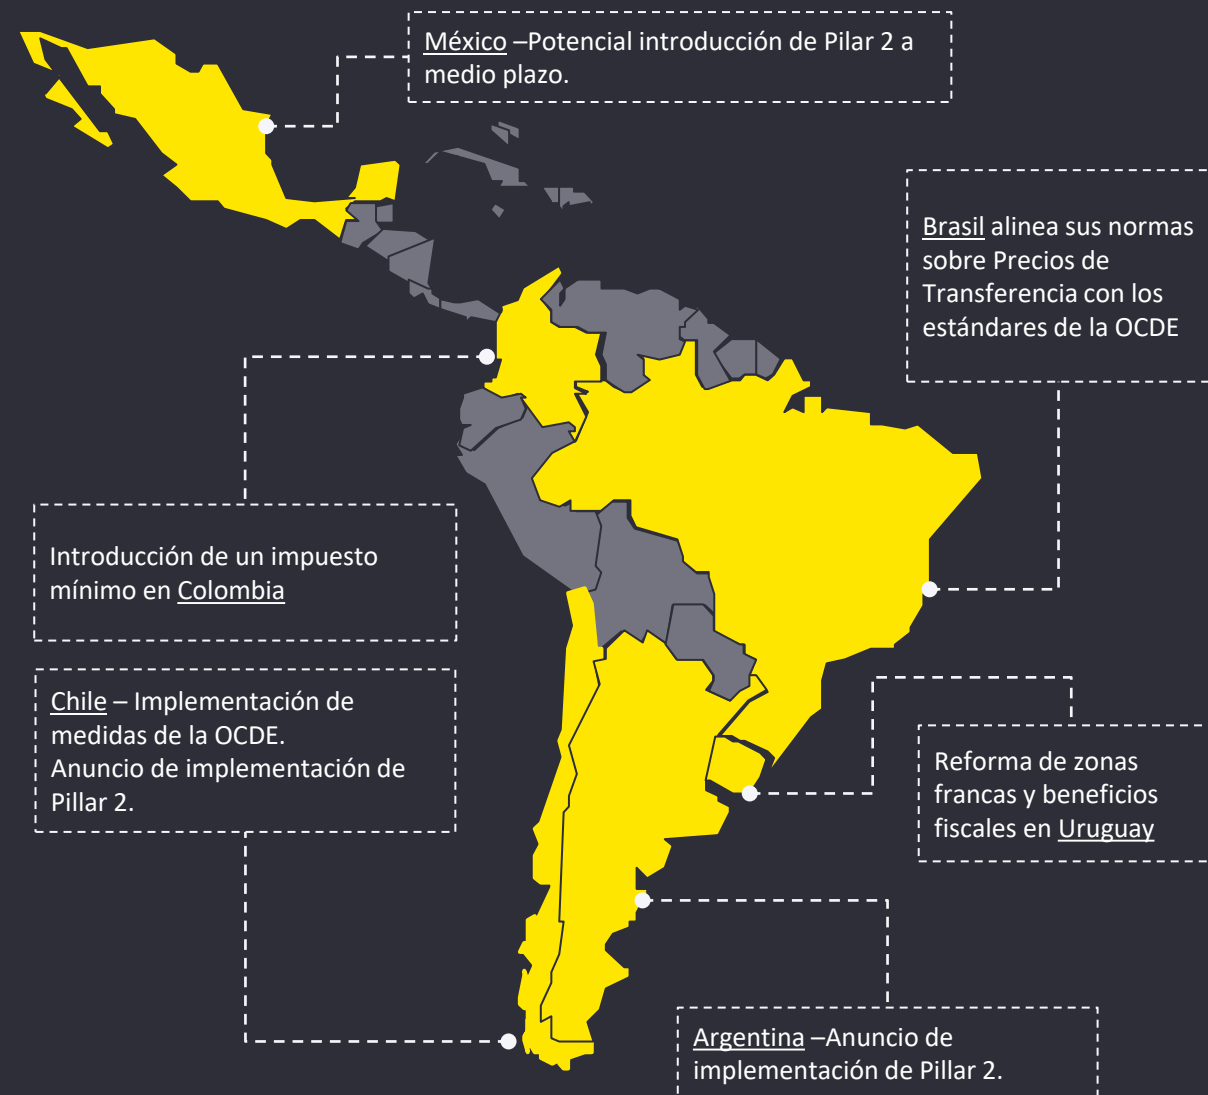 México –Potencial introducción de Pilar 2 a
medio plazo.
Brasil alinea sus normas
sobre Precios de
Transferencia con los
estándares de la OCDE
Introducción de un impuesto
mínimo en Colombia
Chile – Implementación de
medidas de la OCDE.
Anuncio de implementación de
Pillar 2.
Reforma de zonas
francas y beneficios
fiscales en Uruguay
Argentina –Anuncio de
implementación de Pillar 2.